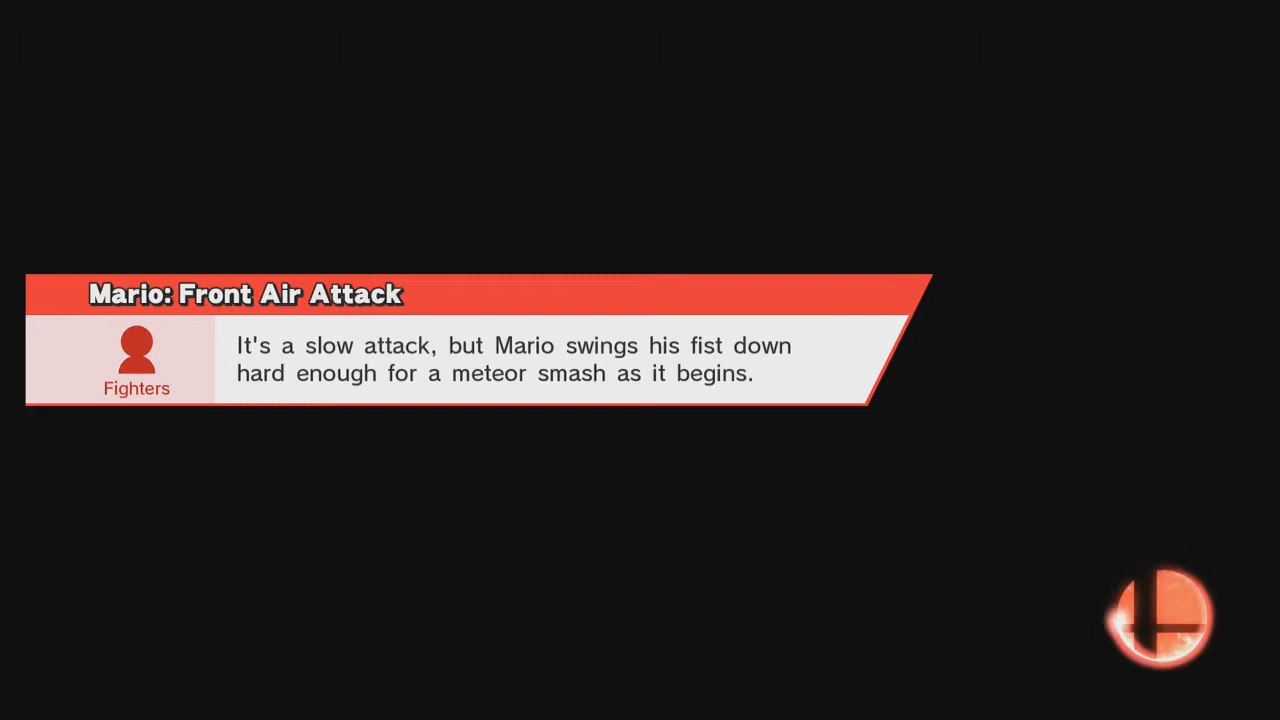 Mario: Front Air Attack
It's a slow attack, but Mario swings his fist down
hard enough for a meteor smash as it begins.
Fighters